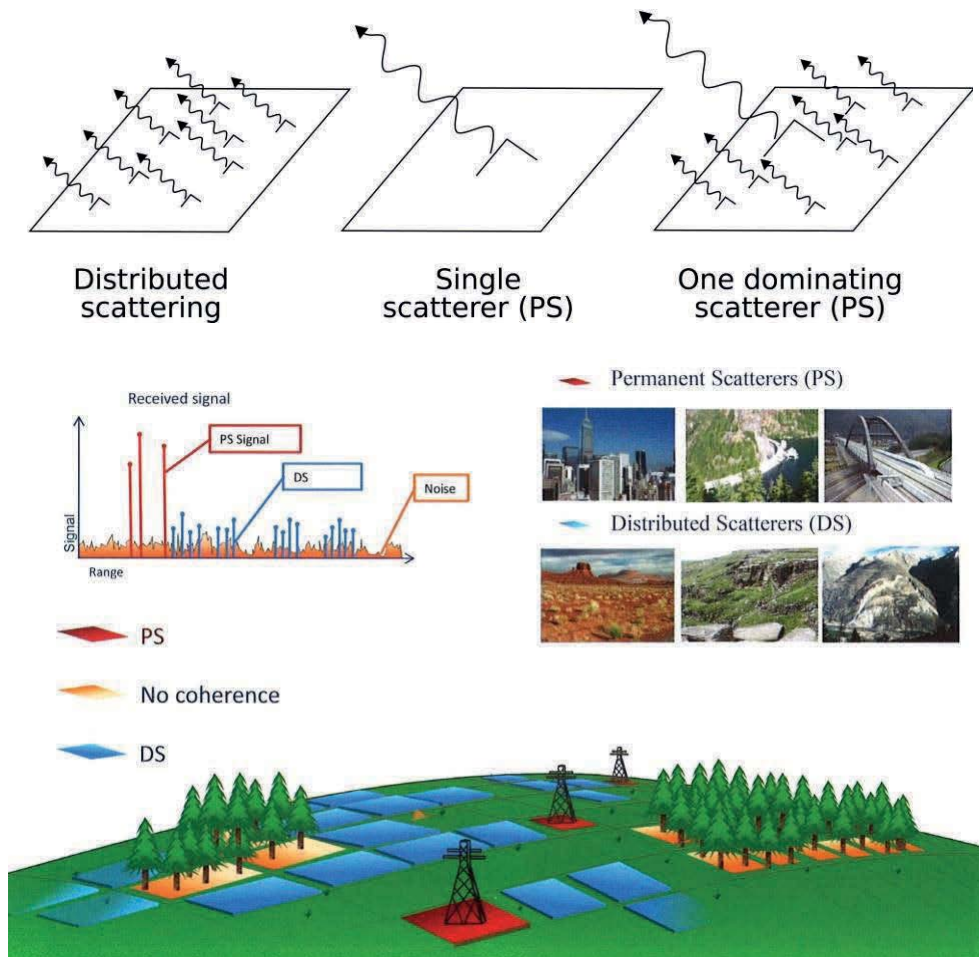 Distributed
scattering
Single
scatterer (PS)
One dominating
scatterer (PS)
Received signal
PS Signal
DS
Noise
Signal
Range
Permanent Scatterers (PS)
Distributed Scatterers (DS)
PS
No coherence
DS